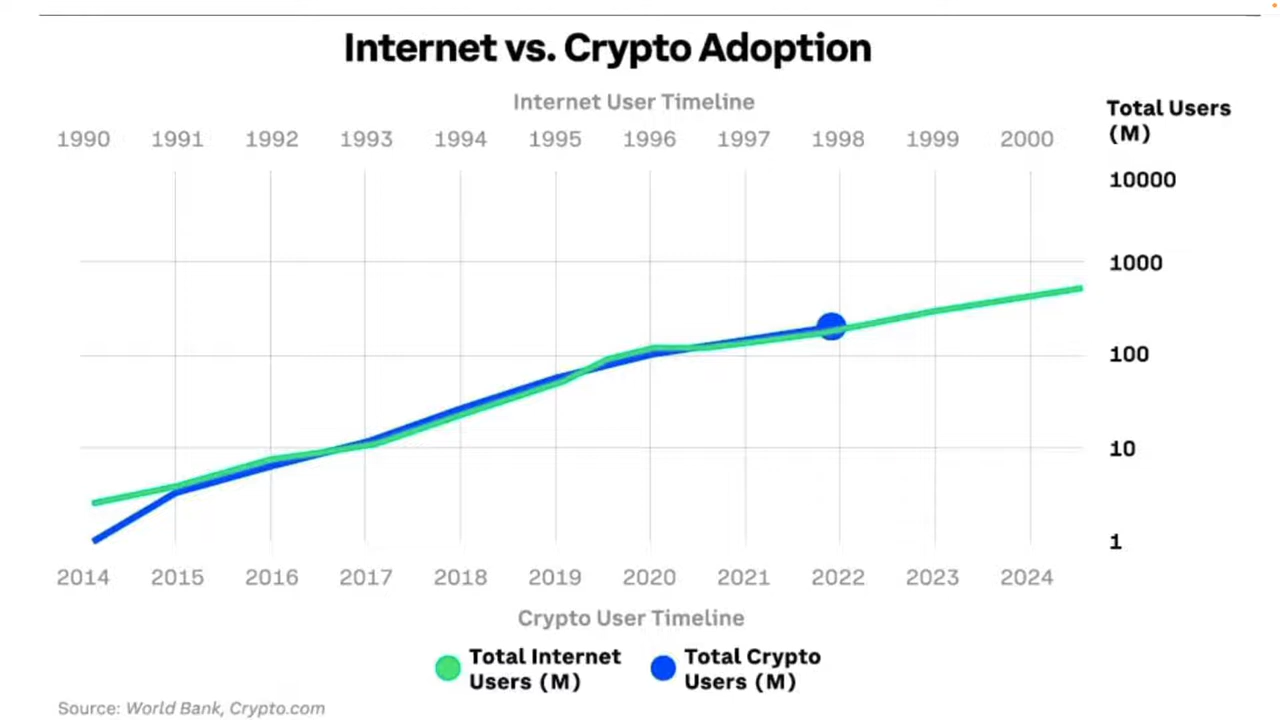 Internet vs. Crypto Adoption
Internet User Timeline
1990 1991 1992 1993 1994 1995 1996 1997 1998 1999 2000
Total Users
(M)
10000
1000
100
10
1
2014 2015 2016 2017 2018 2019 2020 2021 2022 2023 2024
Crypto User Timeline
Total Internet
Users (M)
Total Crypto
Users (M)
Source: World Bank, Crypto.com